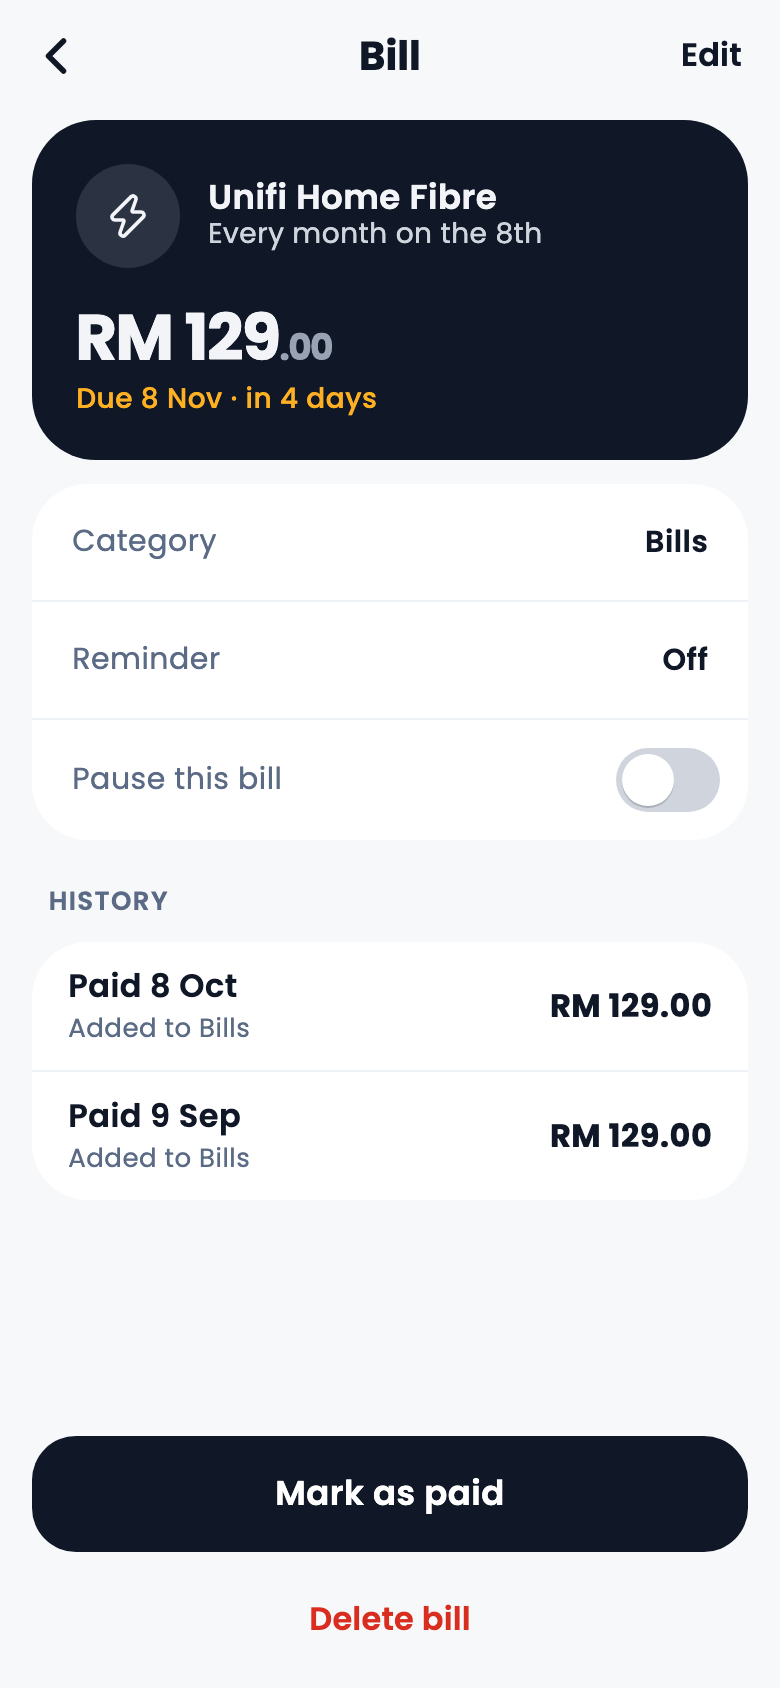 Bill
Edit
Unifi Home Fibre
Every month on the 8th
RM 129.00
Due 8 Nov · in 4 days
Category
Bills
Reminder
Off
Pause this bill
HISTORY
Paid 8 Oct
Added to Bills
RM 129.00
Paid 9 Sep
Added to Bills
RM 129.00
Mark as paid
Delete bill